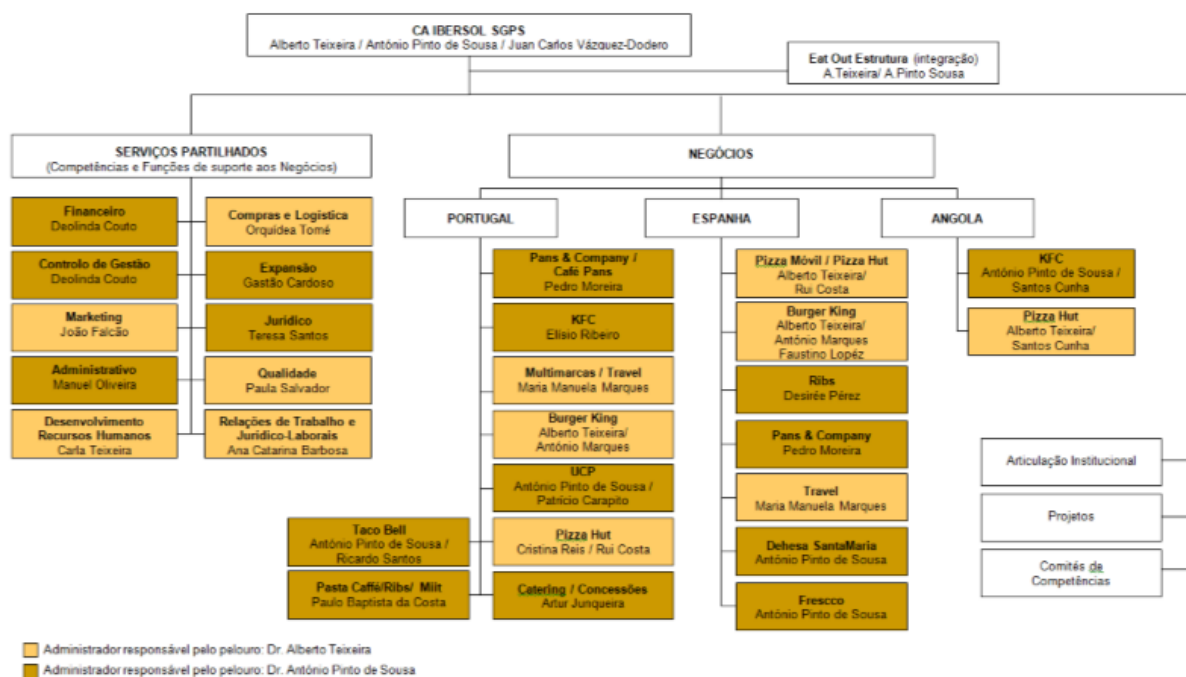 CA IBERSOL SGPS
Alberto Teixeira / António Pinto de Sousa / Juan Carlos Vázquez-Dodero
Eat Out Estrutura (integração)
A.Teixeira/ A.Pinto Sousa
SERVIÇOS PARTILHADOS
(Competências e Funções de suporte aos Negócios)
NEGÓCIOS
Financeiro
Deolinda Couto
Compras e Logística
Orquídea Tomé
Controlo de Gestão
Deolinda Couto
Expansão
Gastão Cardoso
Marketing
João Falcão
Jurídico
Teresa Santos
Administrativo
Manuel Oliveira
Qualidade
Paula Salvador
Desenvolvimento
Recursos Humanos
Carla Teixeira
Relações de Trabalho e
Jurídico-Laborais
Ana Catarina Barbosa
PORTUGAL
Pans & Company /
Café Pans
Pedro Moreira
KFC
Elísio Ribeiro
Multimarcas / Travel
Maria Manuela Marques
Burger King
Alberto Teixeira/
António Marques
UCP
António Pinto de Sousa /
Patrício Carapito
Taco Bell
António Pinto de Sousa /
Ricardo Santos
Pizza Hut
Cristina Reis / Rui Costa
Pasta Caffé/Ribs/ Miit
Paulo Baptista da Costa
Catering / Concessões
Artur Junqueira
ESPANHA
Pizza Móvil / Pizza Hut
Alberto Teixeira/
Rui Costa
Burger King
Alberto Teixeira/
António Marques
Faustino Lopéz
Ribs
Desirée Pérez
Pans & Company
Pedro Moreira
Travel
Maria Manuela Marques
Dehesa SantaMaria
António Pinto de Sousa
Frescco
António Pinto de Sousa
ANGOLA
KFC
António Pinto de Sousa /
Santos Cunha
Pizza Hut
Alberto Teixeira/
Santos Cunha
Articulação Institucional
Projetos
Comités de
Competências
Administrador responsável pelo pelouro: Dr. Alberto Teixeira
Administrador responsável pelo pelouro: Dr. António Pinto de Sousa